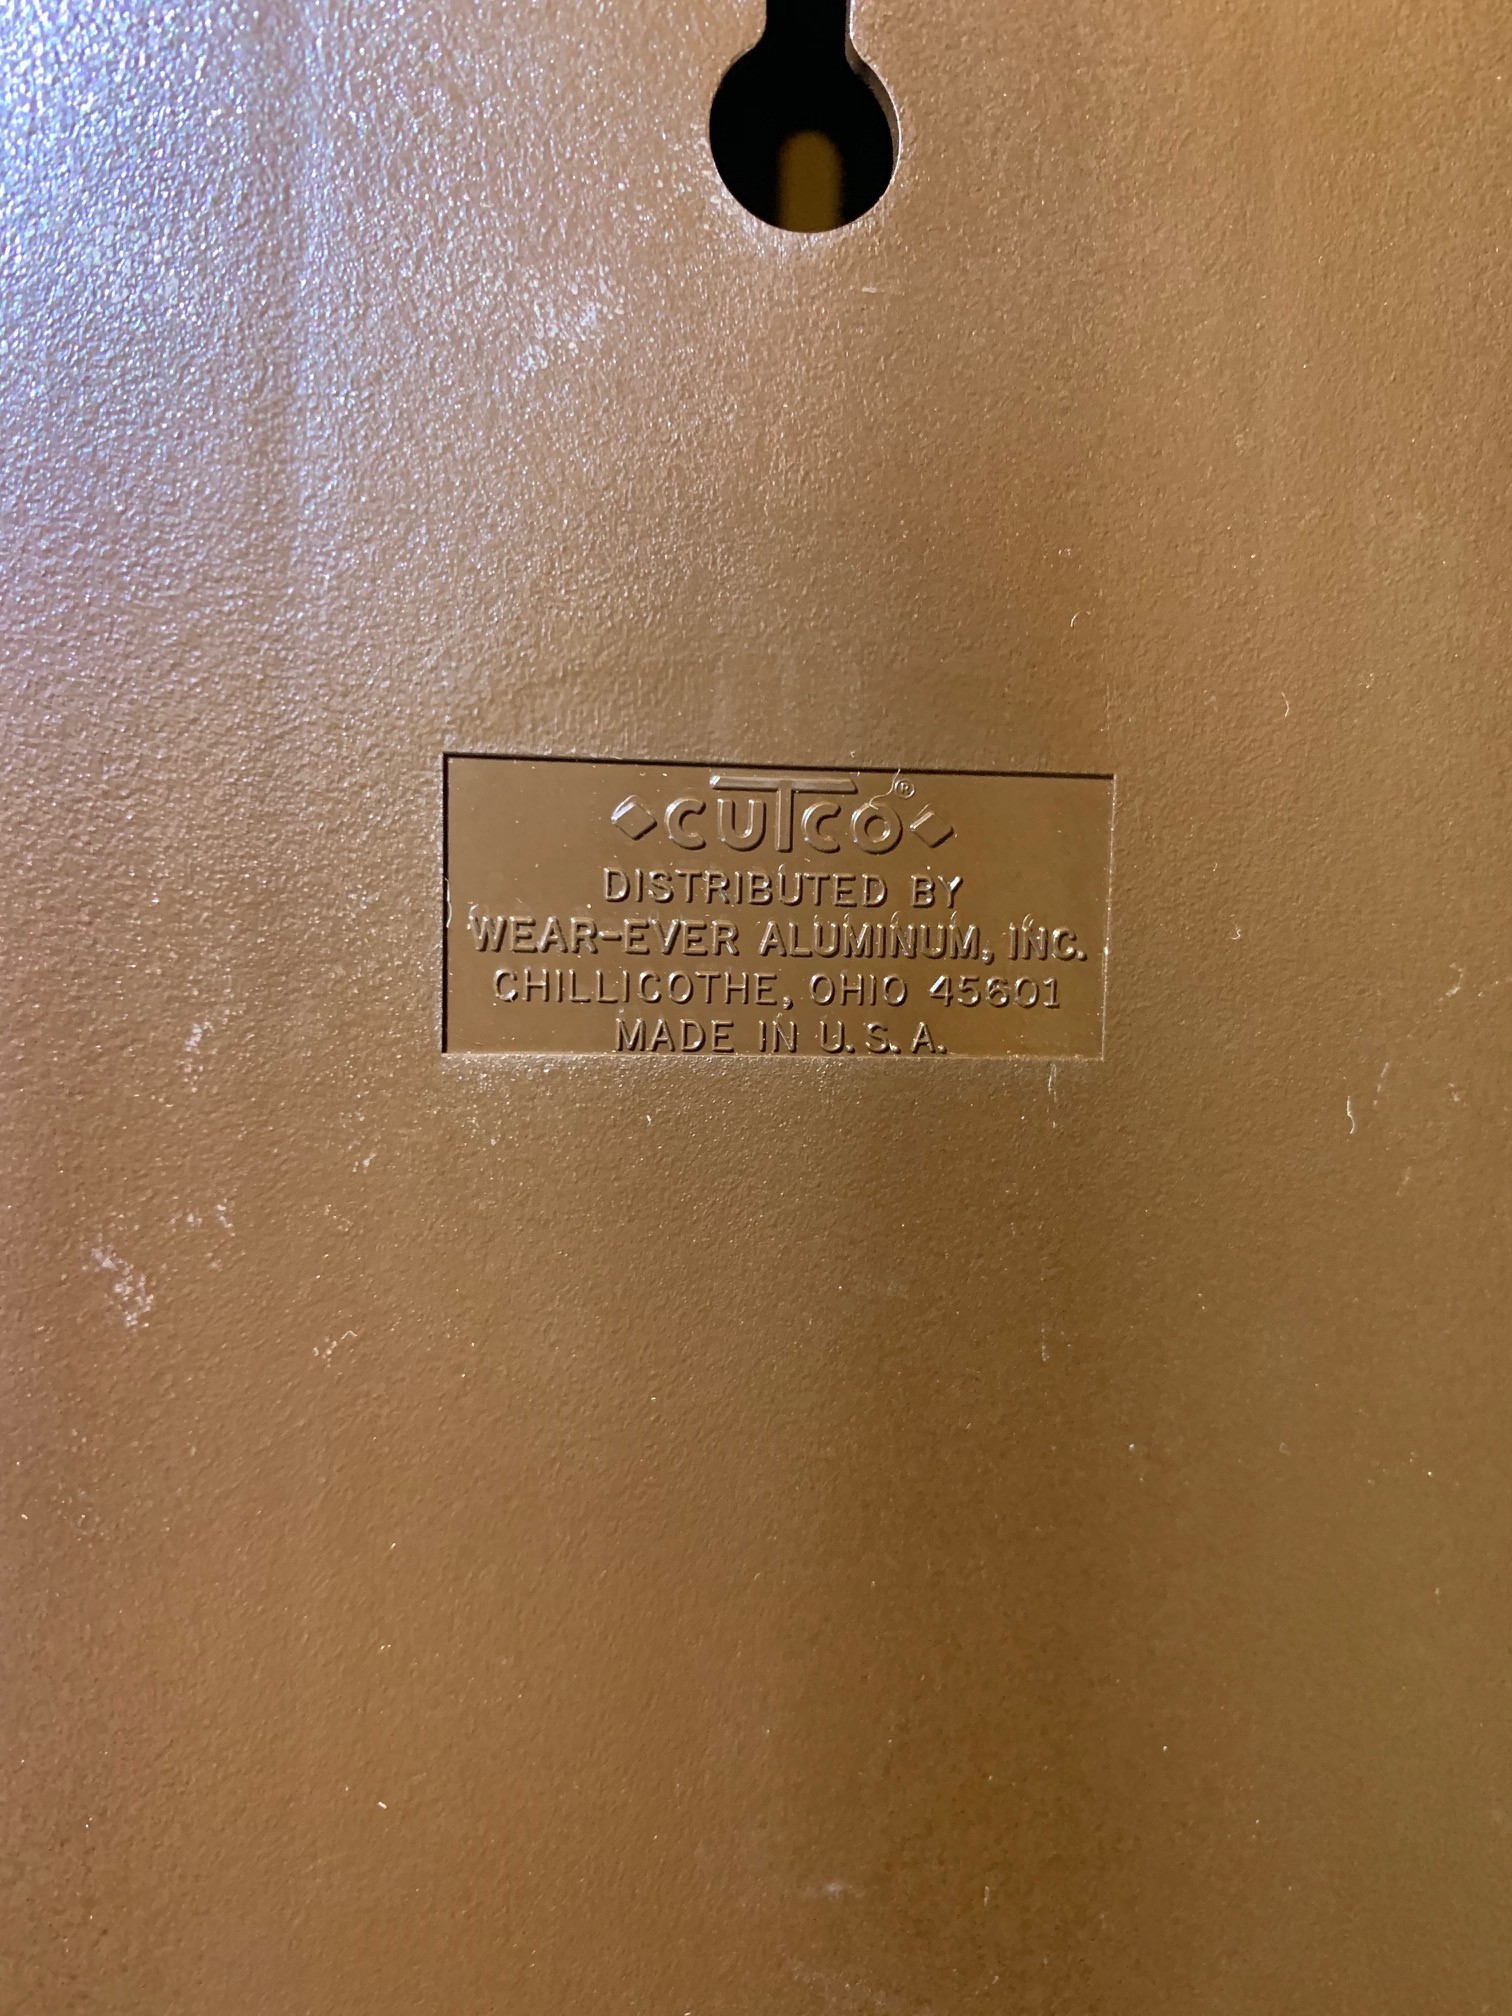 CUTCO®
DISTRIBUTED BY
WEAR-EVER ALUMINUM, INC.
CHILLICOTHE, OHIO 45601
MADE IN U.S.A.